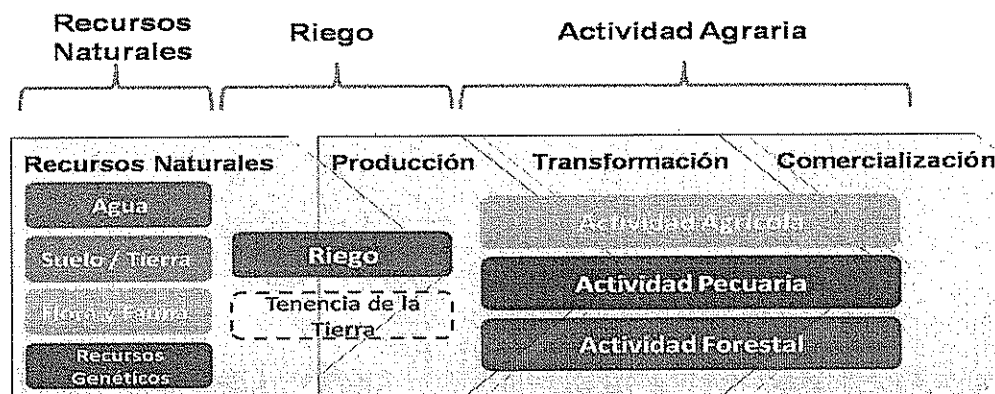 Recursos
Naturales
Riego
Actividad Agraria
Recursos Naturales
Producción
Transformación
Comercialización
Agua
Suelo / Tierra
Flora y Fauna
Recursos
Genéticos
Riego
Tenencia de la
Tierra
Actividad Agrícola
Actividad Pecuaria
Actividad Forestal